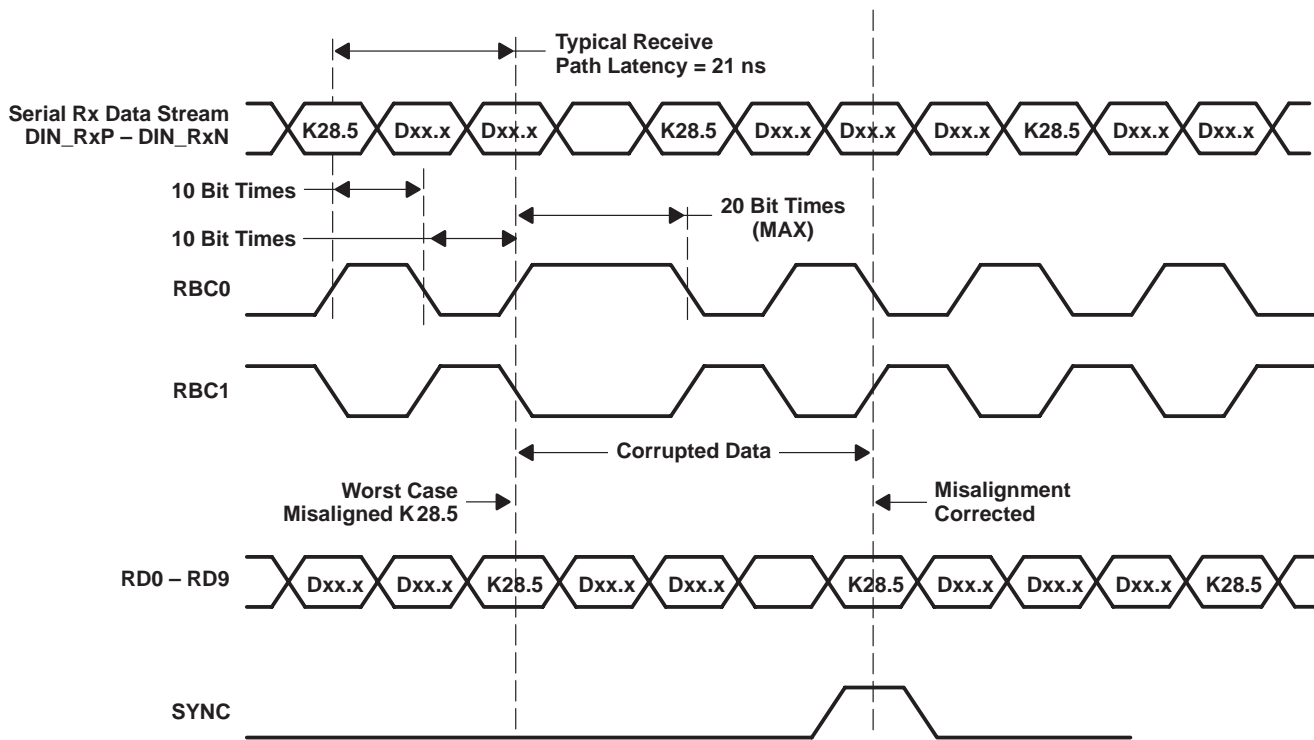 Typical Receive
Path Latency = 21 ns
Serial Rx Data Stream
DIN_RxP – DIN_RxN
K28.5 Dxx.x Dxx.x K28.5 Dxx.x Dxx.x Dxx.x K28.5 Dxx.x Dxx.x
10 Bit Times
20 Bit Times
(MAX)
10 Bit Times
RBC0
RBC1
Corrupted Data
Worst Case
Misaligned K28.5
Misalignment
Corrected
RD0 – RD9
Dxx.x Dxx.x K28.5 Dxx.x Dxx.x K28.5 Dxx.x Dxx.x Dxx.x K28.5
SYNC